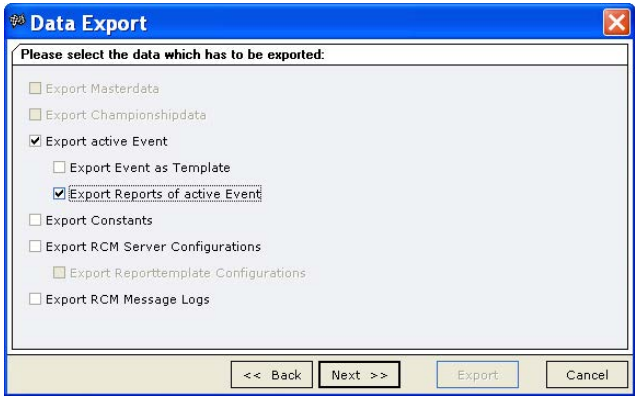 Data Export
Please select the data which has to be exported:
Export Masterdata
Export Championshipdata
Export active Event
Export Event as Template
Export Reports of active Event
Export Constants
Export RCM Server Configurations
Export Reporttemplate Configurations
Export RCM Message Logs
<< Back Next >> Export Cancel